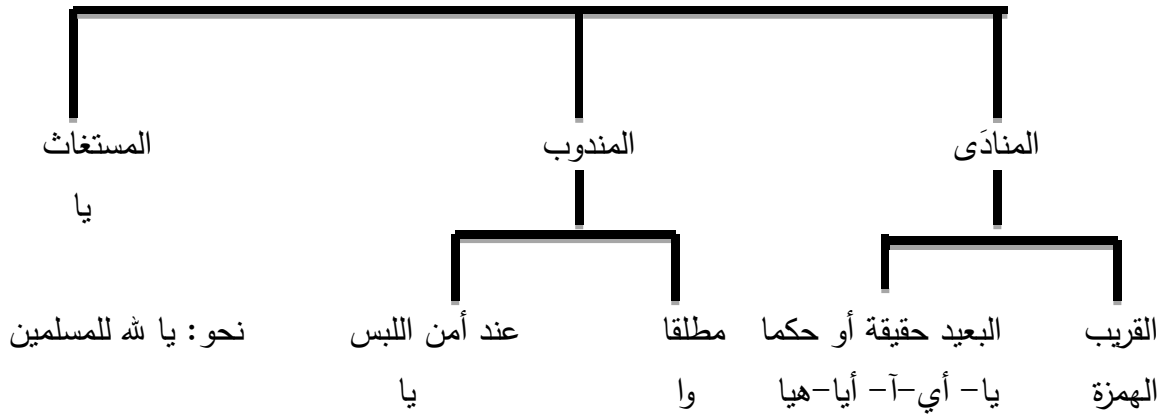 المنادَى المندوب المستغاث
يا
القريب البعيد حقيقة أو حكما مطلقا عند أمن اللبس نحو: يا لله للمسلمين
الهمزة يا- أي-آ- أيا-هيا وا يا